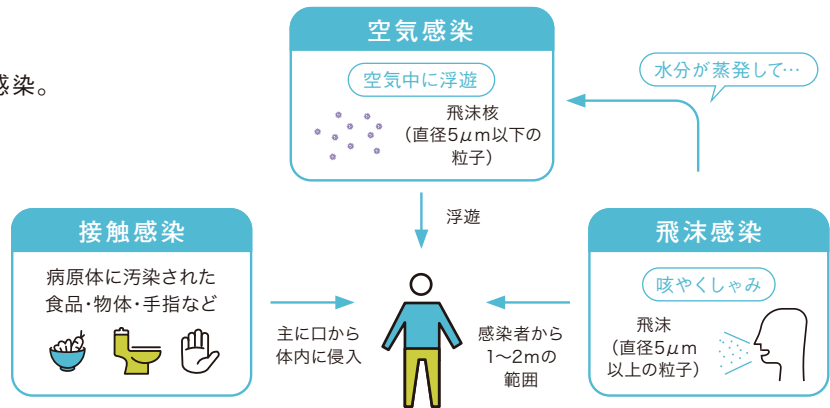 感染。
空気感染
空気中に浮遊
飛沫核
（直径5μm以下の
粒子）
水分が蒸発して…
浮遊
接触感染
病原体に汚染された
食品・物体・手指など
主に口から
体内に侵入
飛沫感染
咳やくしゃみ
飛沫
（直径5μm
以上の粒子）
感染者から
1〜2mの
範囲